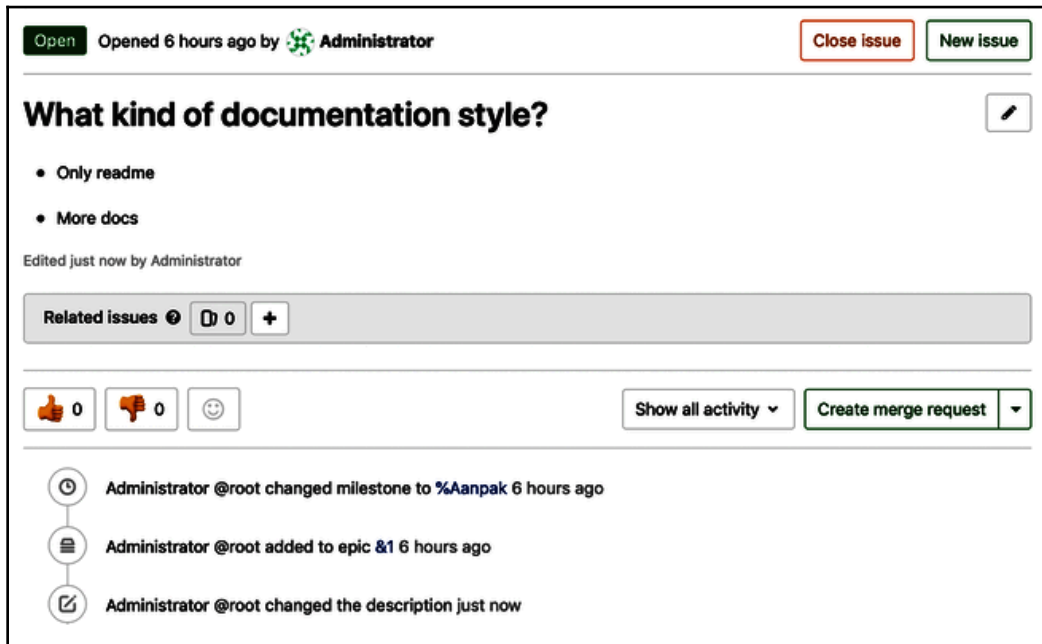 Open Opened 6 hours ago by Administrator Close issue New issue
What kind of documentation style?
• Only readme
• More docs
Edited just now by Administrator
Related issues ? 0 +
0 0 Show all activity Create merge request
Administrator @root changed milestone to %Aanpak 6 hours ago
Administrator @root added to epic &1 6 hours ago
Administrator @root changed the description just now